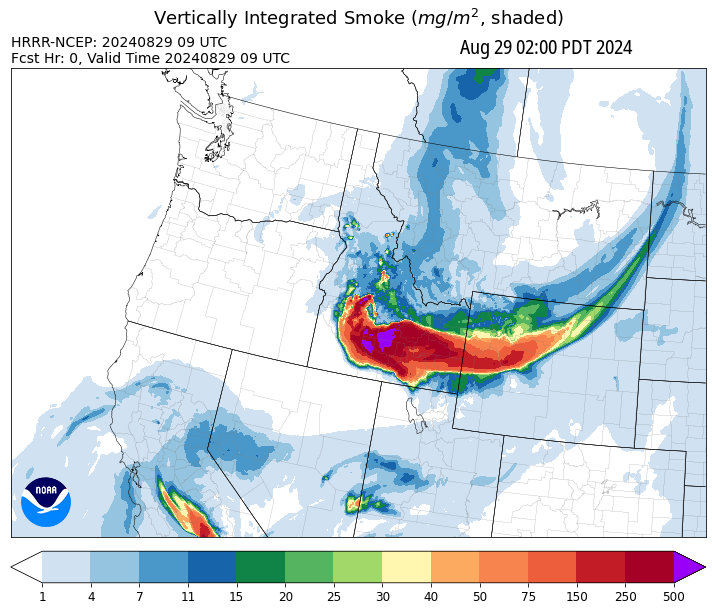 Vertically Integrated Smoke (mg/m², shaded)
HRRR-NCEP: 20240829 09 UTC
Fcst Hr: 0, Valid Time 20240829 09 UTC
Aug 29 02:00 PDT 2024
NOAA
1 4 7 11 15 20 25 30 40 50 75 150 250 500